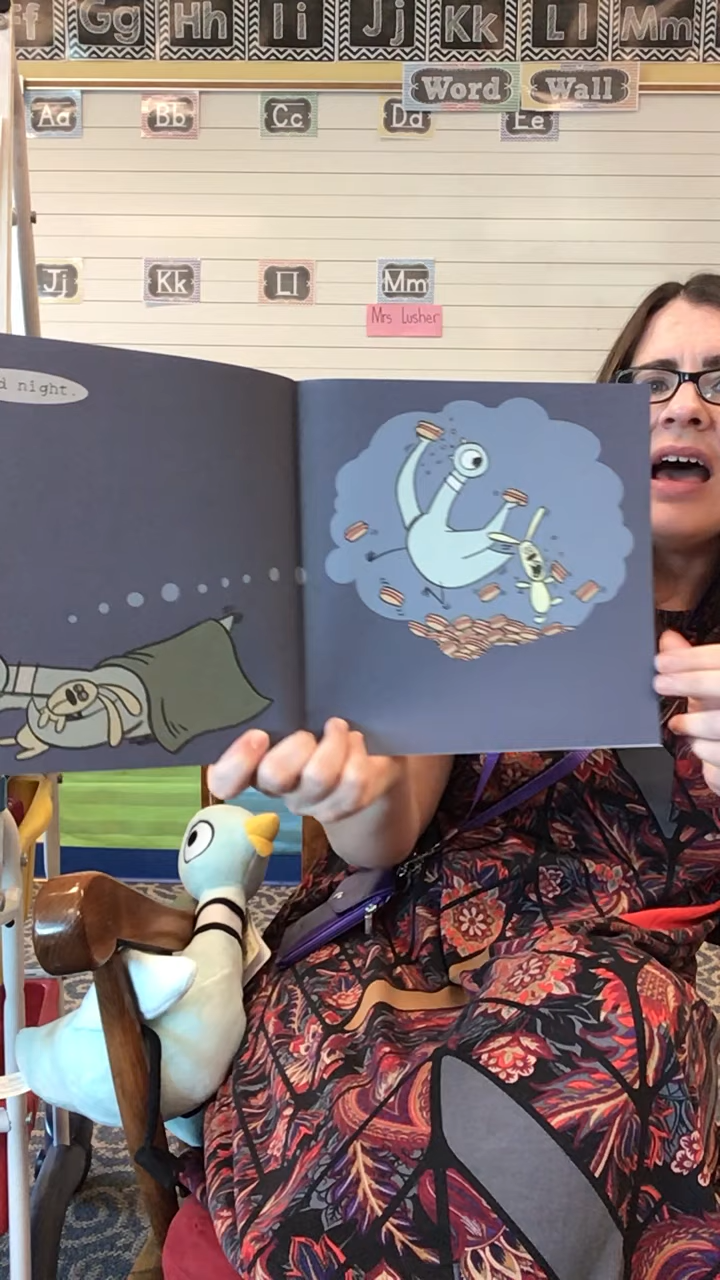 Gg Hh Ii Jj Kk Ll Mm
Word Wall
Aa Bb Cc Dd Ee
Jj Kk Ll Mm
Mrs Lusher
night.